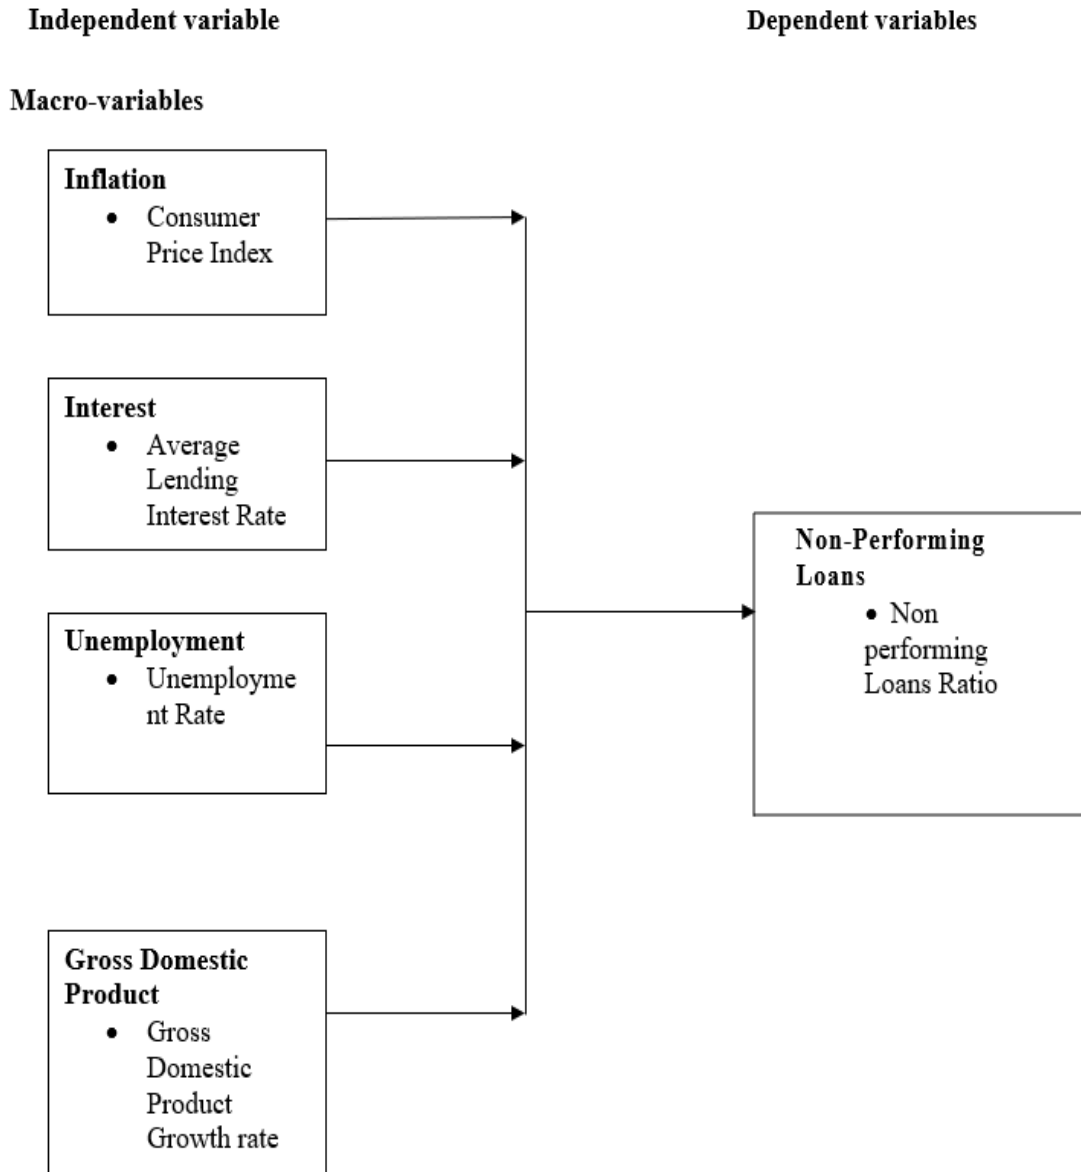 Independent variable
Dependent variables
Macro-variables
Inflation
• Consumer
Price Index
Interest
• Average
Lending
Interest Rate
Unemployment
• Unemployme
nt Rate
Gross Domestic
Product
• Gross
Domestic
Product
Growth rate
Non-Performing
Loans
• Non
performing
Loans Ratio